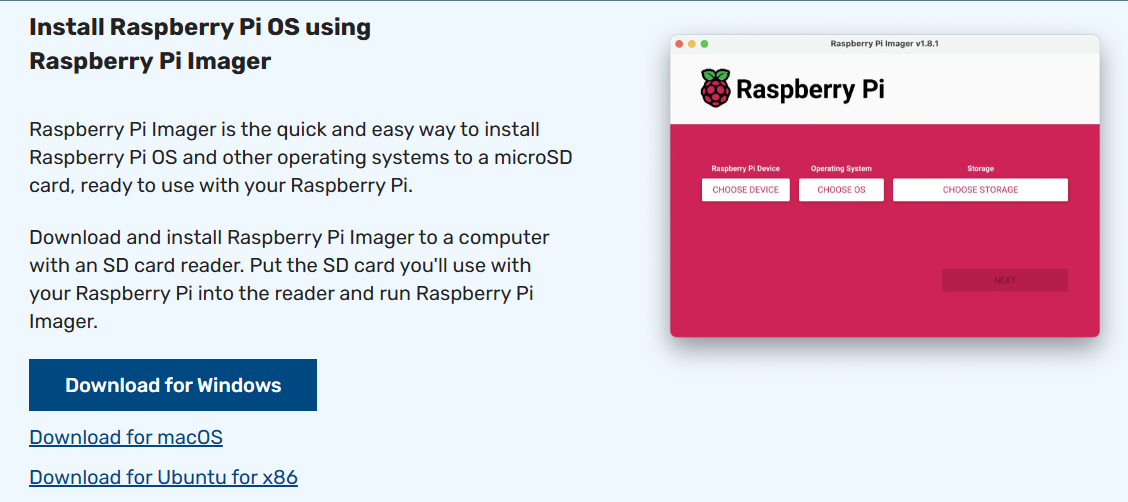 Install Raspberry Pi OS using
Raspberry Pi Imager
Raspberry Pi Imager is the quick and easy way to install
Raspberry Pi OS and other operating systems to a microSD
card, ready to use with your Raspberry Pi.
Download and install Raspberry Pi Imager to a computer
with an SD card reader. Put the SD card you'll use with
your Raspberry Pi into the reader and run Raspberry Pi
Imager.
Download for Windows
Download for macOS
Download for Ubuntu for x86
Raspberry Pi Imager v1.8.1
Raspberry Pi
Raspberry Pi Device Operating System Storage
CHOOSE DEVICE CHOOSE OS CHOOSE STORAGE
NEXT